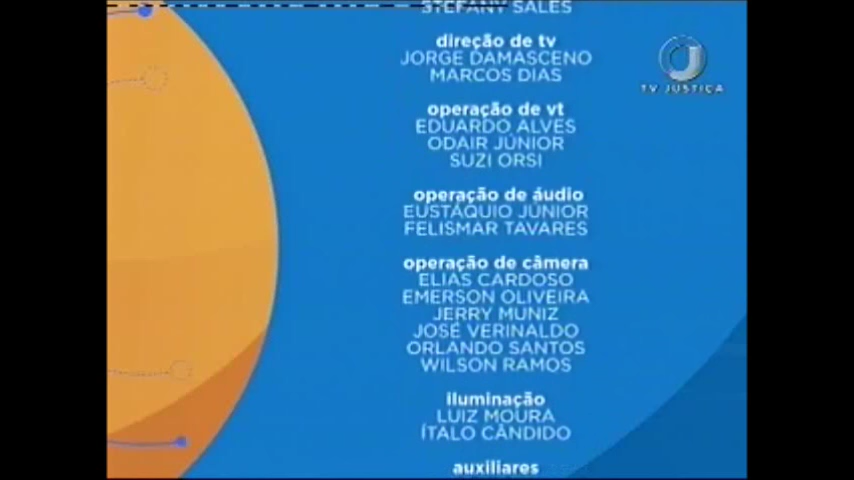 STEFANY SALES
direção de tv
JORGE DAMASCENO
MARCOS DIAS
TV JUSTIÇA
operação de vt
EDUARDO ALVES
ODAIR JÚNIOR
SUZI ORSI
operação de áudio
EUSTÁQUIO JÚNIOR
FELISMAR TAVARES
operação de câmera
ELIAS CARDOSO
EMERSON OLIVEIRA
JERRY MUNIZ
JOSÉ VERINALDO
ORLANDO SANTOS
WILSON RAMOS
iluminação
LUIZ MOURA
ÍTALO CÂNDIDO
auxiliares